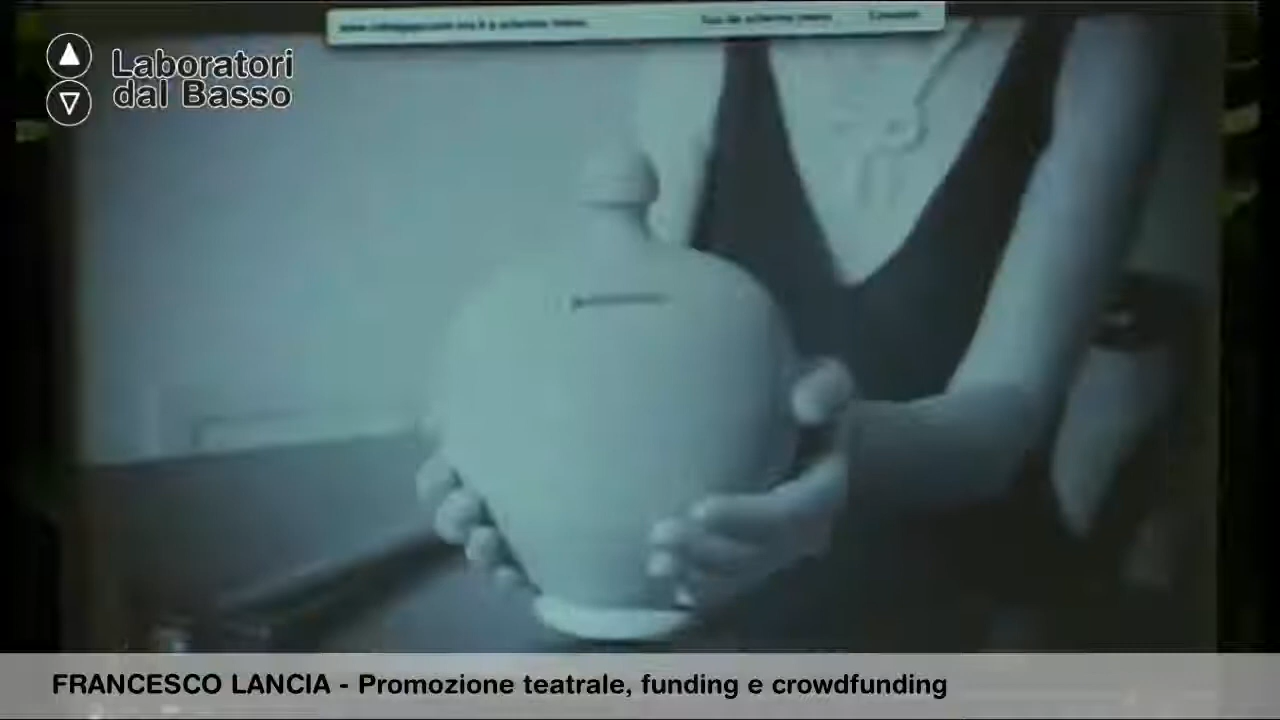 Laboratori
dal Basso
FRANCESCO LANCIA - Promozione teatrale, funding e crowdfunding